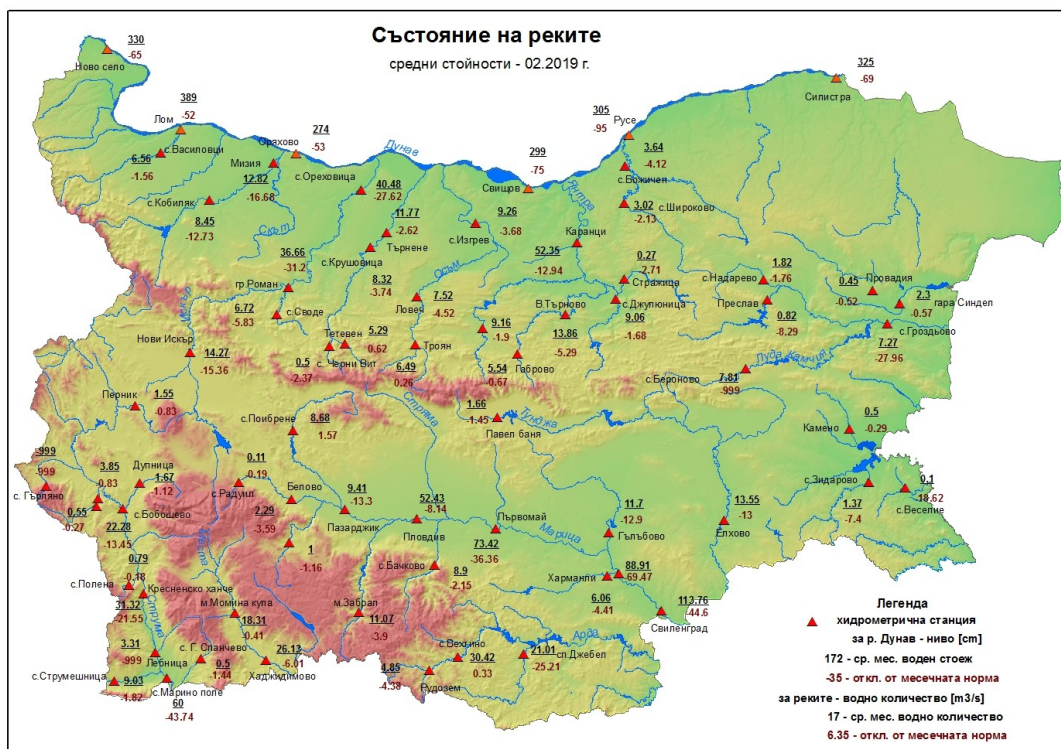 Състояние на реките
средни стойности - 02.2019 г.
330
-65
Ново село
325
-69
Силистра
389
-52
Лом
305
-95
Русе
274
-53
Оряхово
Дунав
299
-75
Свищов
с.Василовци
6.56
-1.56
Мизия
12.82
-16.68
с.Ореховица
40.48
-27.62
3.64
-4.12
с.Божичен
Янтра
3.02
-2.13
с.Широково
с.Кобиляк
8.45
-12.73
Скът
11.77
-2.62
Търнене
9.26
-3.68
с.Изгрев
Каранци
52.35
-12.94
36.66
-31.2
с.Крушовица
8.32
-3.74
Осъм
0.27
-2.71
Стражица
1.82
-1.76
с.Надарево
Провадия
0.45
-0.52
2.3
-0.57
гара Синдел
гр.Роман
6.72
-5.83
с.Своде
7.52
-4.52
Ловеч
В.Търново
13.86
-5.29
с.Джулюница
9.06
-1.68
Преслав
0.82
-8.29
с.Гроздьово
7.27
-27.96
Искър
Нови Искър
14.27
-15.36
Тетевен
5.29
0.62
0.5
-2.37
с. Черни Вит
Троян
6.49
0.26
9.16
-1.9
5.54
-0.67
Габрово
Луда Камчия
с.Бероново
7.81
-999
Перник
1.55
-0.83
с.Поибрене
8.68
1.57
Стряма
1.66
-1.45
Павел баня
Тунджа
0.5
-0.29
Камено
-999
-999
с. Гърляно
3.85
0.83
Дупница
1.67
-1.12
0.11
-0.19
с.Радуил
Белово
2.29
-3.59
9.41
-13.3
Пазарджик
52.43
-8.14
Пловдив
Първомай
73.42
-36.36
Марица
11.7
-12.9
Гълъбово
13.55
-13
Елхово
с.Зидарово
1.37
-7.4
0.1
-18.62
с.Веселие
0.55
-0.27
с.Бобошево
22.28
-13.45
Места
1
-1.16
с.Бачково
8.9
-2.15
Харманли
6.06
-4.41
88.91
-69.47
113.76
-44.6
Свиленград
0.79
-0.18
с.Полена
Кресненско ханче
31.32
-21.55
Струма
м.Момина кула
18.31
-0.41
м.Забрал
11.07
-3.9
Арда
3.31
-999
Лебница
с. Г. Спанчево
0.5
-1.44
26.13
-6.01
Хаджидимово
с.Вехтино
30.42
0.33
4.85
-4.38
Рудозем
21.01
-25.21
сп.Джебел
с.Струмешница
9.03
-1.82
с.Марино поле
60
-43.74
Легенда
хидрометрична станция
за р. Дунав - ниво [cm]
172 - ср. мес. воден стоеж
-35 - откл. от месечната норма
за реките - водно количество [m3/s]
17 - ср. мес. водно количество
6.35 - откл. от месечната норма